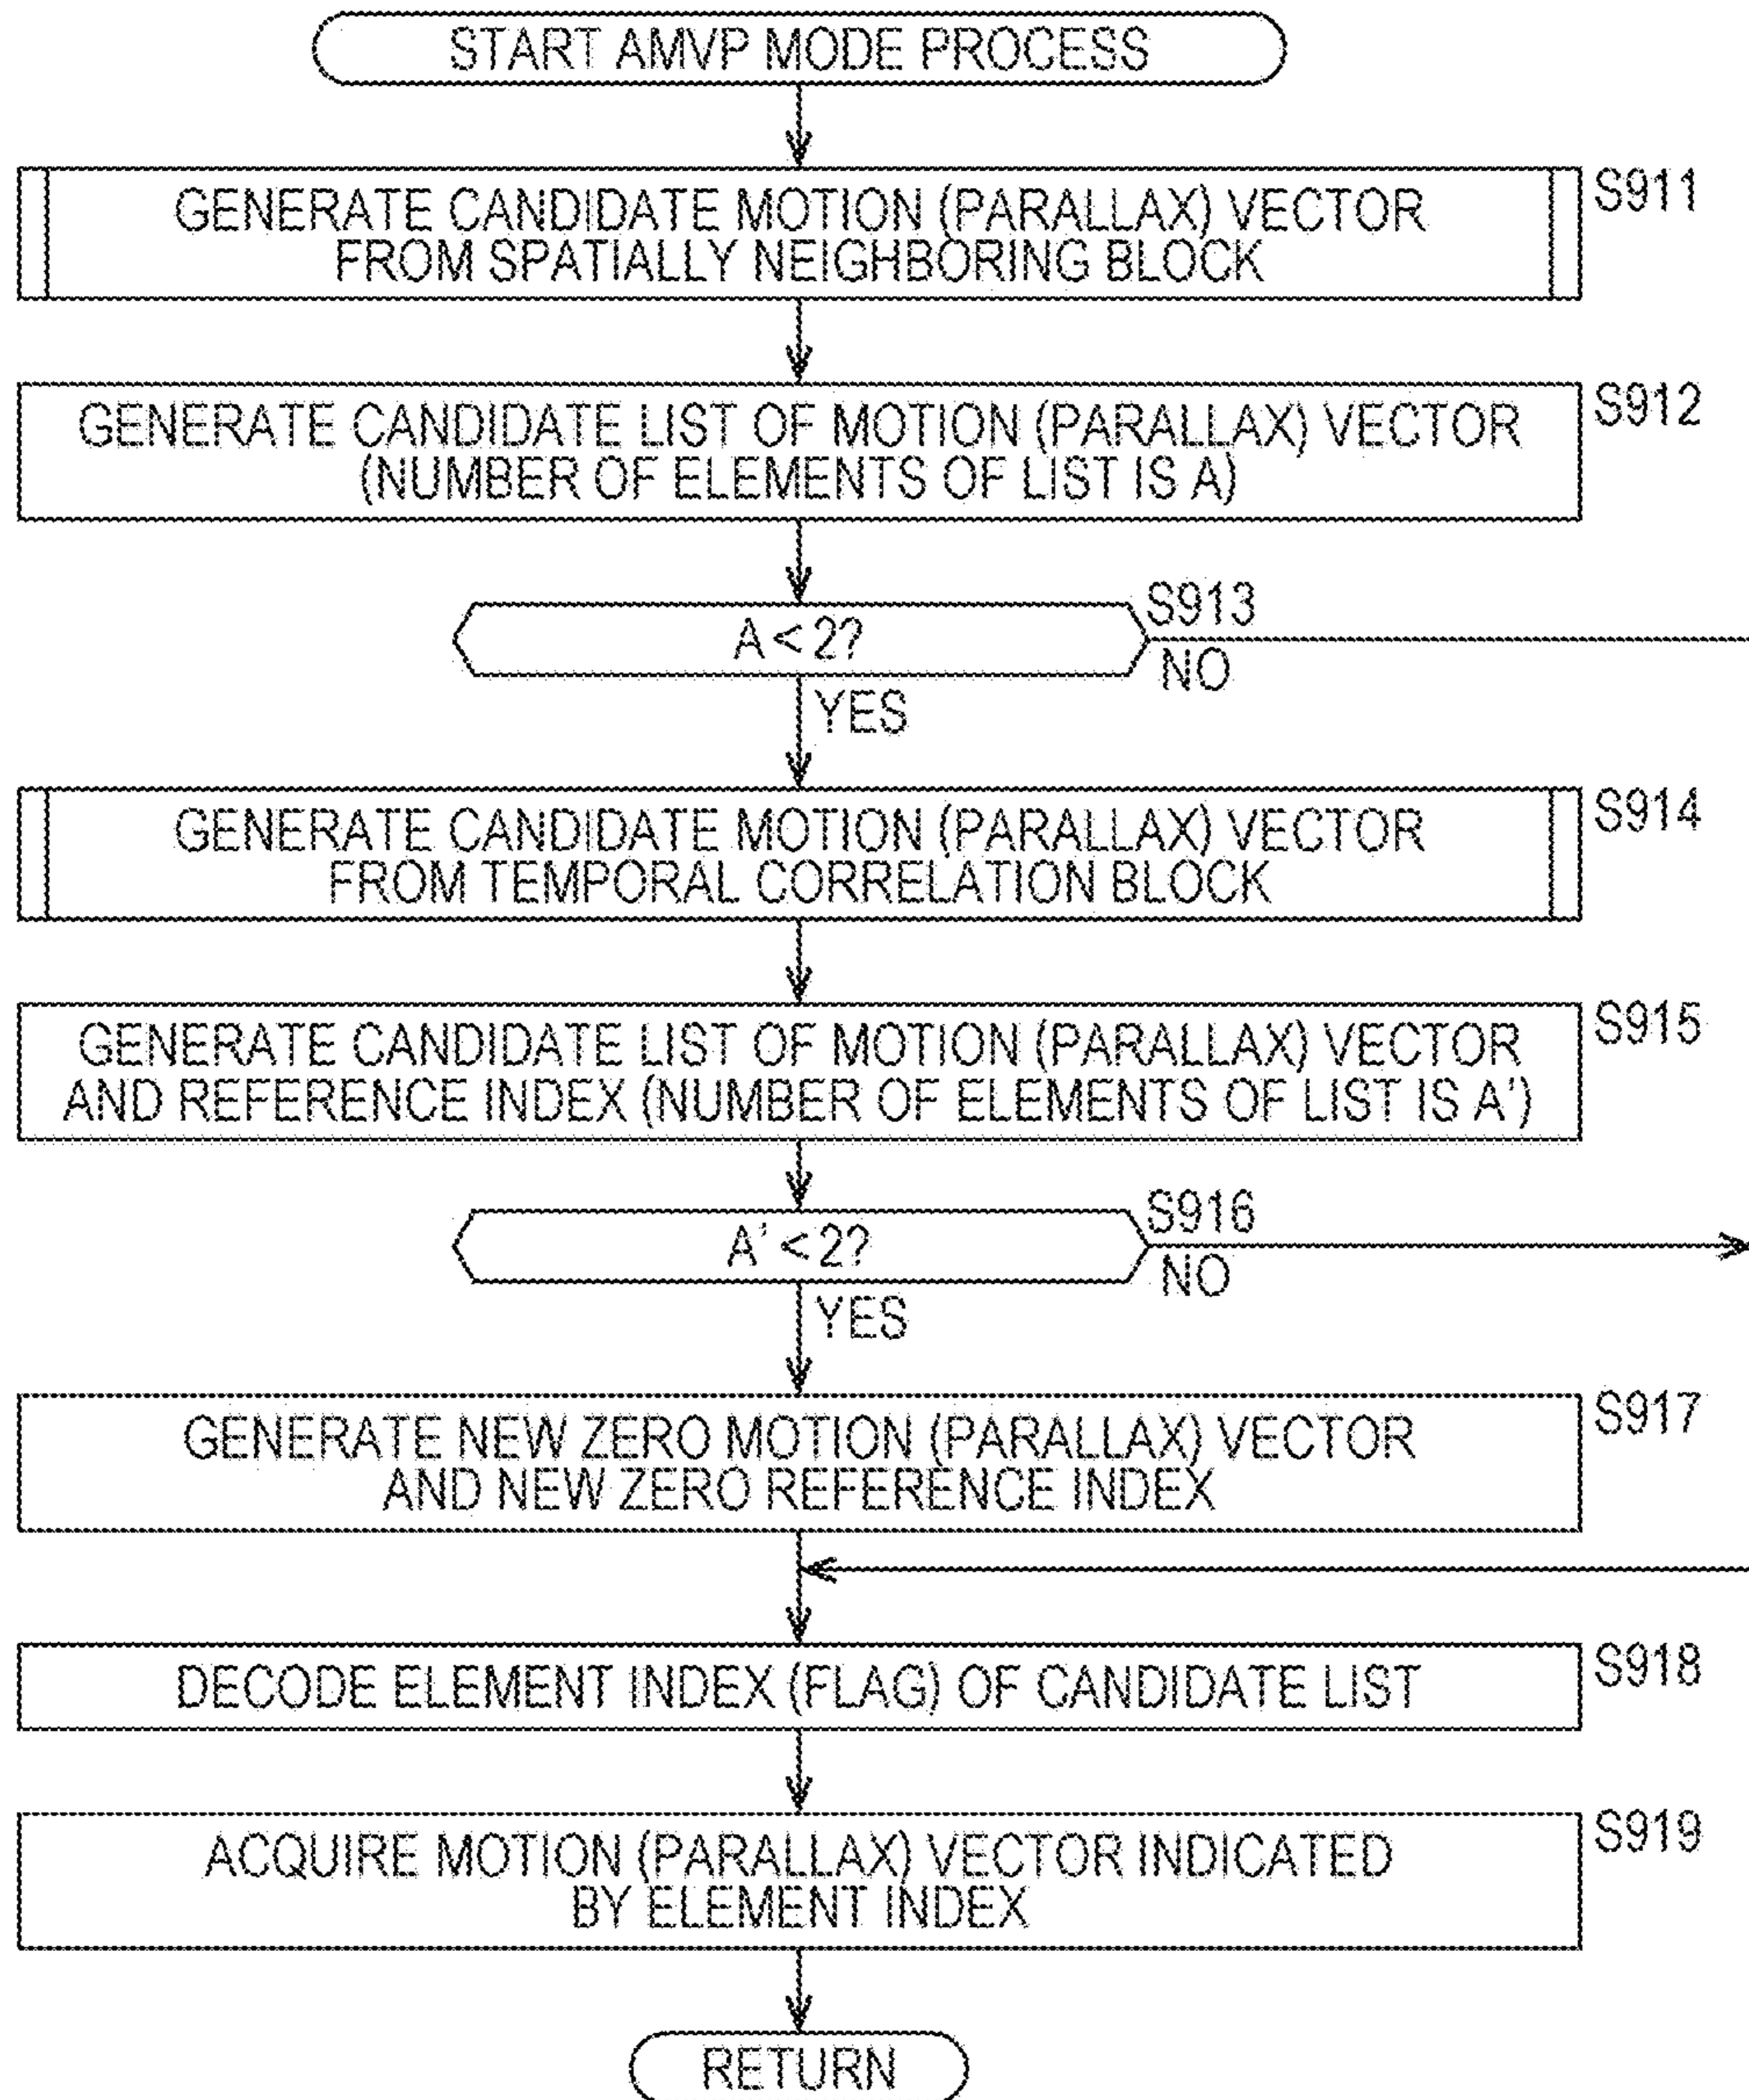 START AMVP MODE PROCESS
S911
GENERATE CANDIDATE MOTION (PARALLAX) VECTOR
FROM SPATIALLY NEIGHBORING BLOCK
S912
GENERATE CANDIDATE LIST OF MOTION (PARALLAX) VECTOR
(NUMBER OF ELEMENTS OF LIST IS A)
S913
A < 2?
NO
YES
S914
GENERATE CANDIDATE MOTION (PARALLAX) VECTOR
FROM TEMPORAL CORRELATION BLOCK
S915
GENERATE CANDIDATE LIST OF MOTION (PARALLAX) VECTOR
AND REFERENCE INDEX (NUMBER OF ELEMENTS OF LIST IS A')
S916
A' < 2?
NO
YES
S917
GENERATE NEW ZERO MOTION (PARALLAX) VECTOR
AND NEW ZERO REFERENCE INDEX
S918
DECODE ELEMENT INDEX (FLAG) OF CANDIDATE LIST
S919
ACQUIRE MOTION (PARALLAX) VECTOR INDICATED
BY ELEMENT INDEX
RETURN